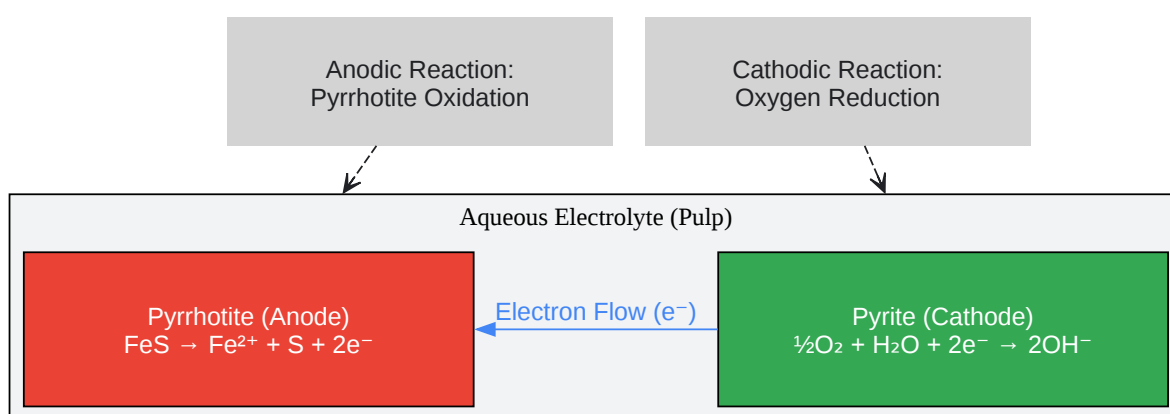 Anodic Reaction:
Pyrrhotite Oxidation
Cathodic Reaction:
Oxygen Reduction
Aqueous Electrolyte (Pulp)
Pyrrhotite (Anode)
FeS → Fe²⁺ + S + 2e⁻
Electron Flow (e⁻)
Pyrite (Cathode)
½O₂ + H₂O + 2e⁻ → 2OH⁻